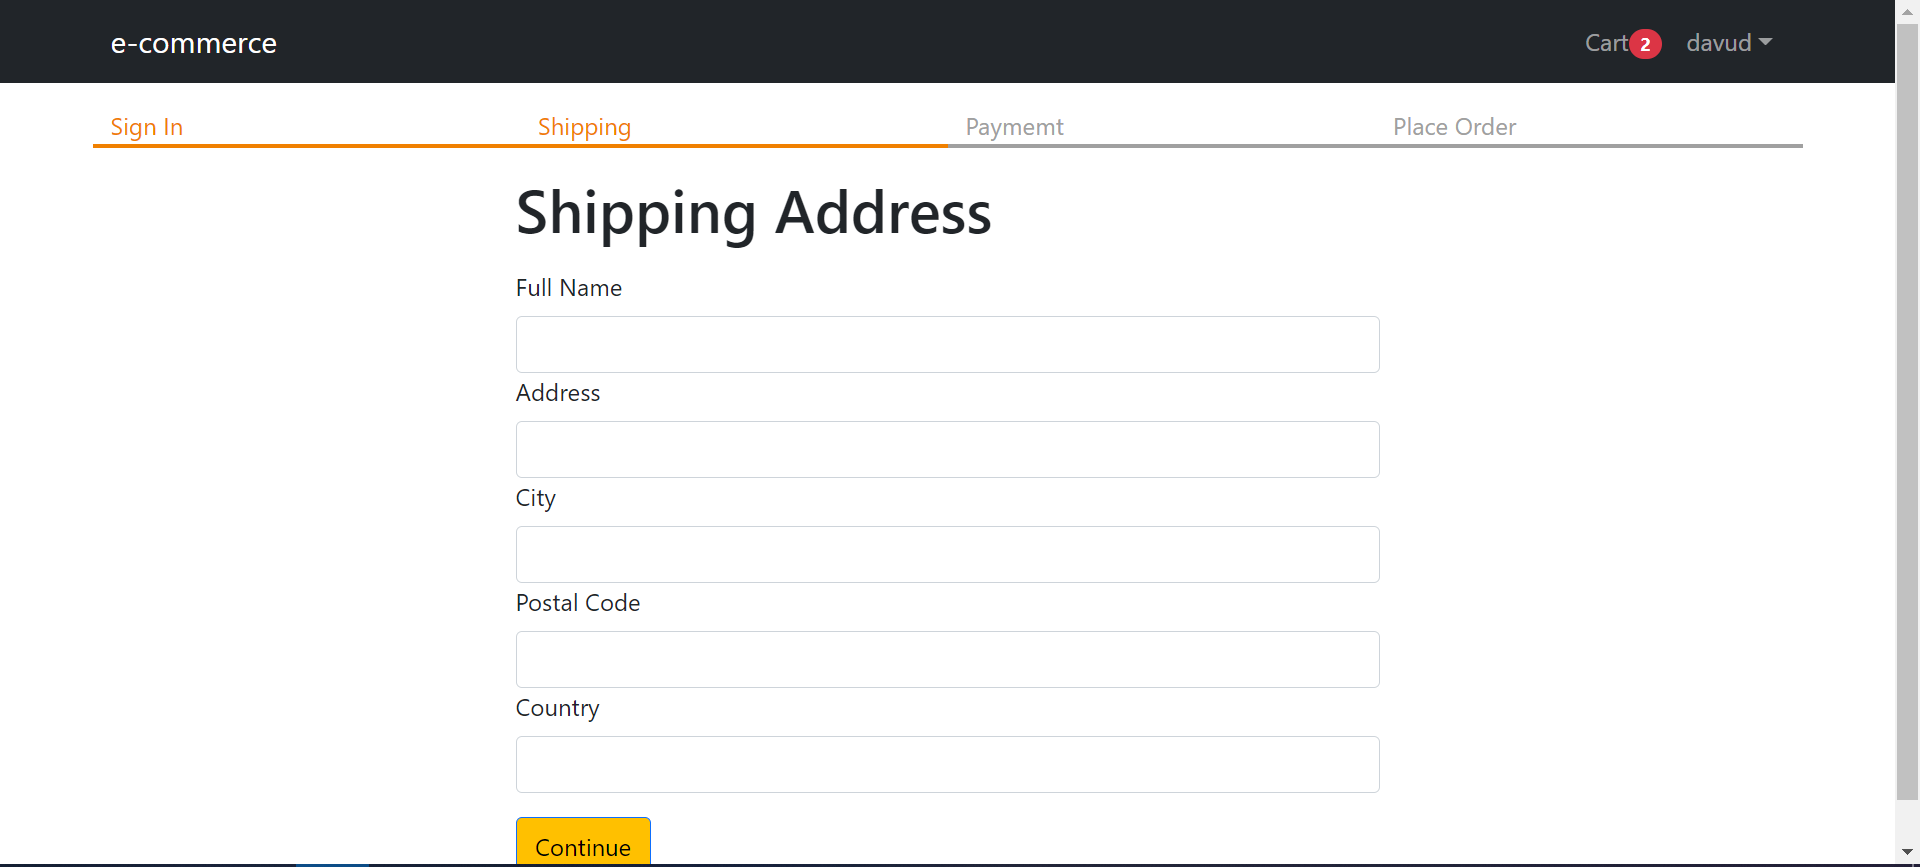 e-commerce Cart 2 davud
Sign In Shipping Paymemt Place Order
Shipping Address
Full Name
Address
City
Postal Code
Country
Continue